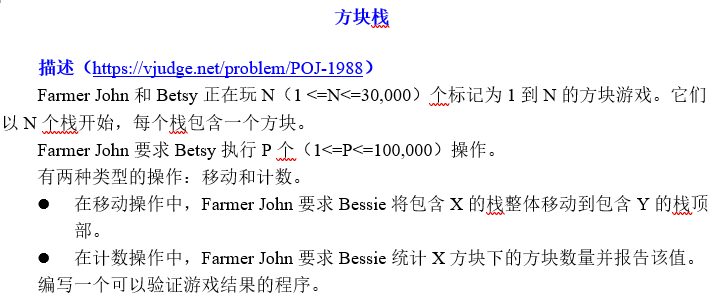 方块栈
描述（https://vjudge.net/problem/POJ-1988）
Farmer John 和 Betsy 正在玩 N（1 <=N<=30,000）个标记为 1 到 N 的方块游戏。它们
以 N 个栈开始，每个栈包含一个方块。
Farmer John 要求 Betsy 执行 P 个（1<=P<=100,000）操作。
有两种类型的操作：移动和计数。
● 在移动操作中，Farmer John 要求 Bessie 将包含 X 的栈整体移动到包含 Y 的栈顶
部。
● 在计数操作中，Farmer John 要求 Bessie 统计 X 方块下的方块数量并报告该值。
编写一个可以验证游戏结果的程序。